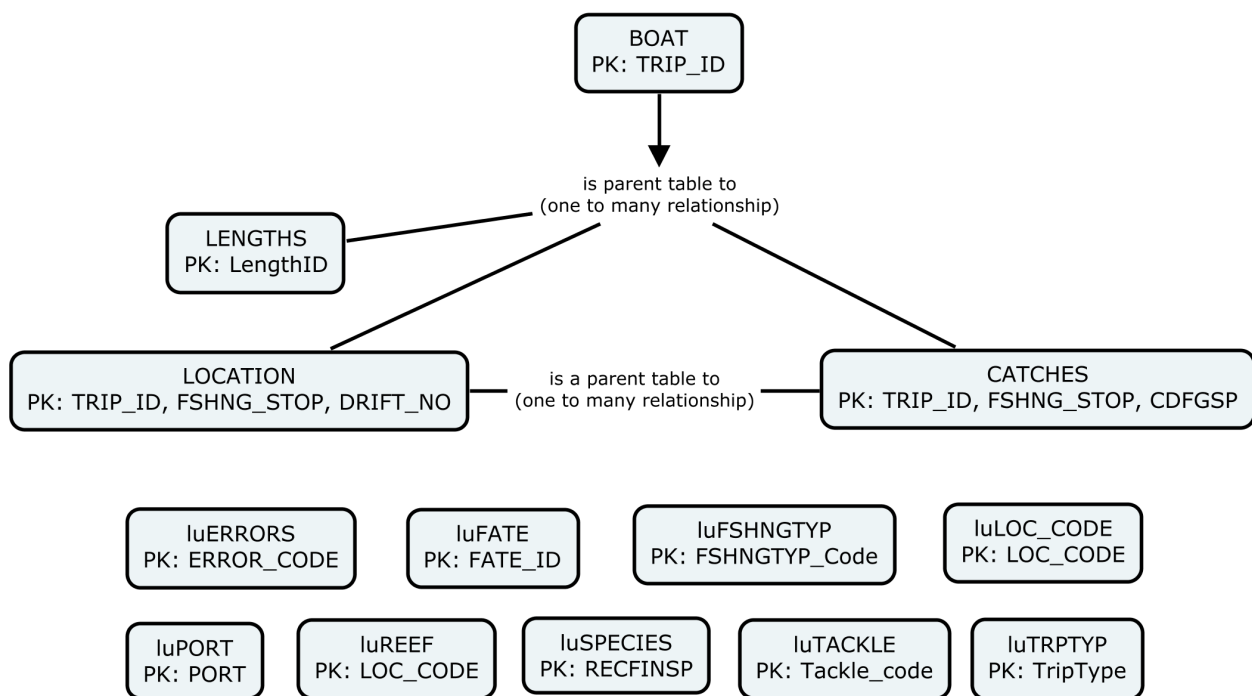 BOAT
PK: TRIP_ID
is parent table to
(one to many relationship)
LENGTHS
PK: LengthID
LOCATION
PK: TRIP_ID, FSHNG_STOP, DRIFT_NO
is a parent table to
(one to many relationship)
CATCHES
PK: TRIP_ID, FSHNG_STOP, CDFGSP
luERRORS
PK: ERROR_CODE
luFATE
PK: FATE_ID
luFSHNGTYP
PK: FSHNGTYP_Code
luLOC_CODE
PK: LOC_CODE
luPORT
PK: PORT
luREEF
PK: LOC_CODE
luSPECIES
PK: RECFINSP
luTACKLE
PK: Tackle_code
luTRPTYP
PK: TripType